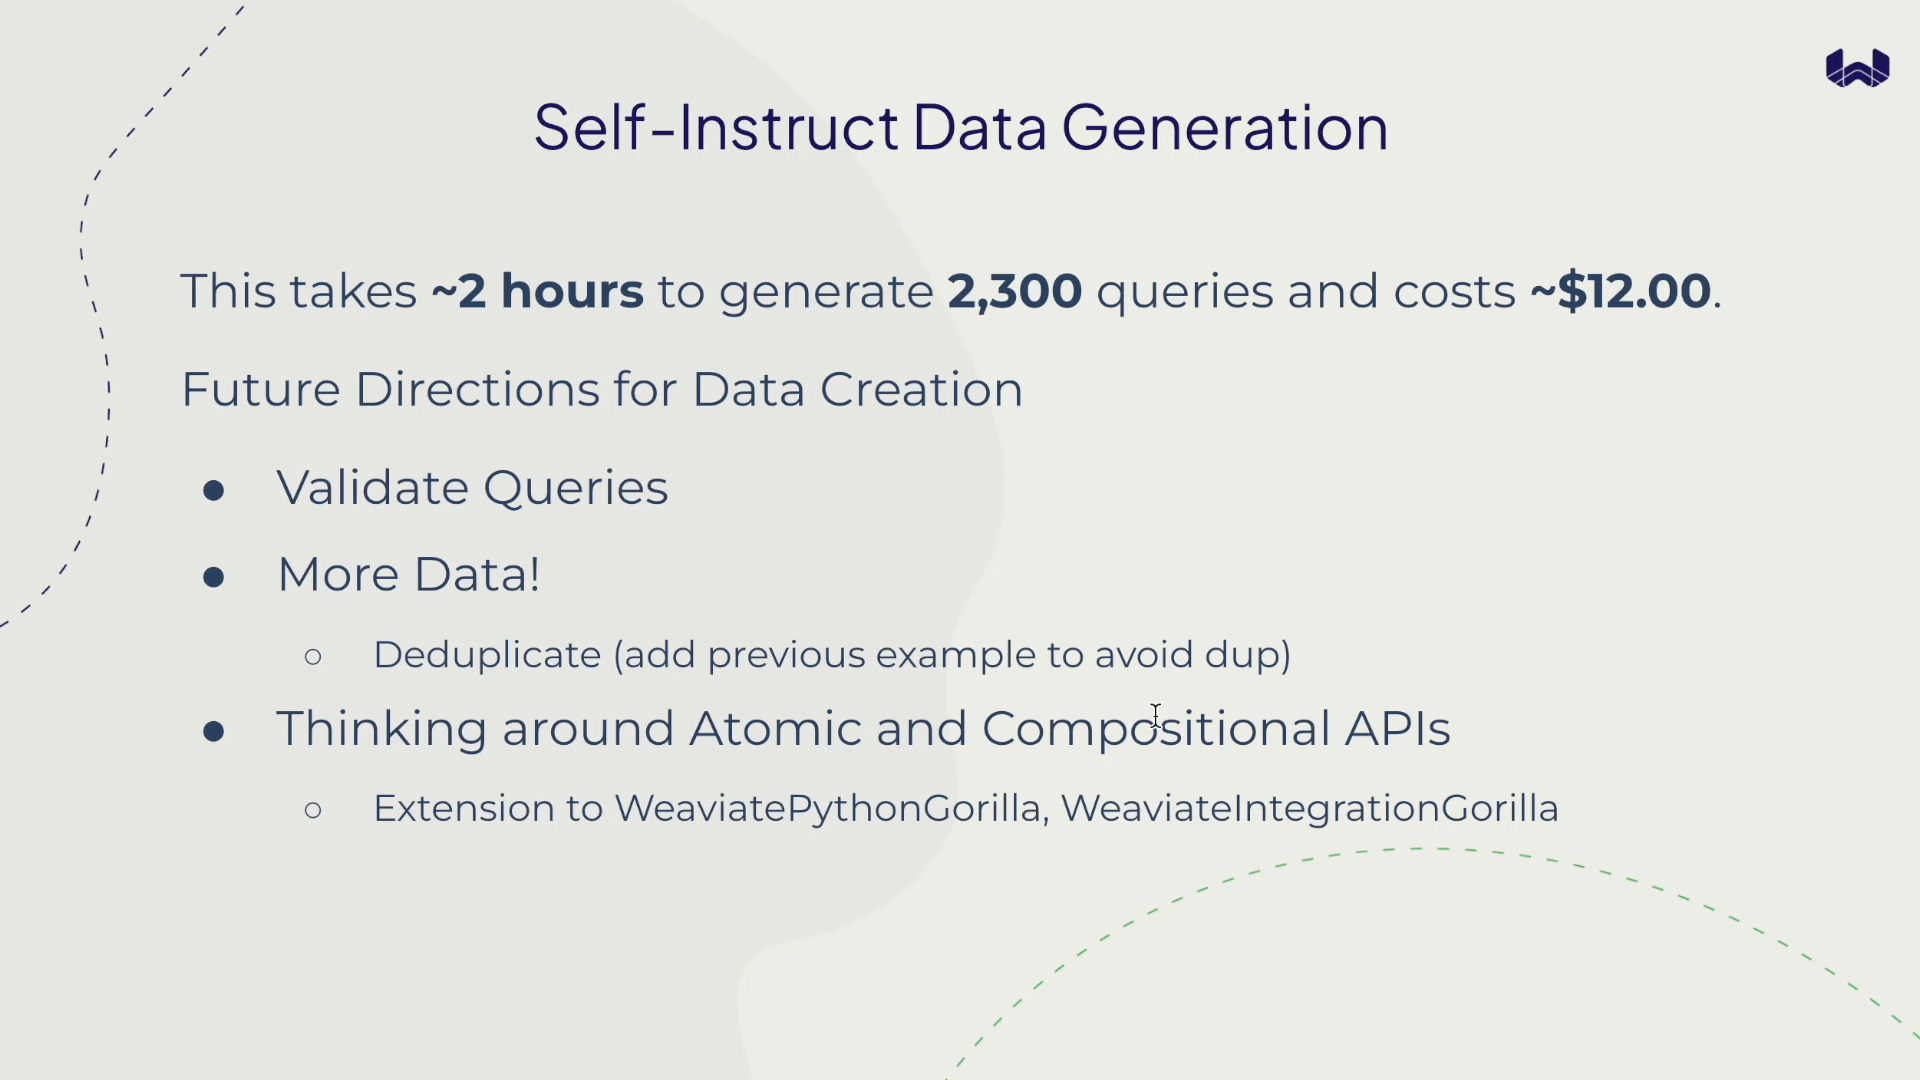 Self-Instruct Data Generation
This takes ~2 hours to generate 2,300 queries and costs ~$12.00.
Future Directions for Data Creation
● Validate Queries
● More Data!
○ Deduplicate (add previous example to avoid dup)
● Thinking around Atomic and Compositional APIs
○ Extension to WeaviatePythonGorilla, WeaviateIntegrationGorilla